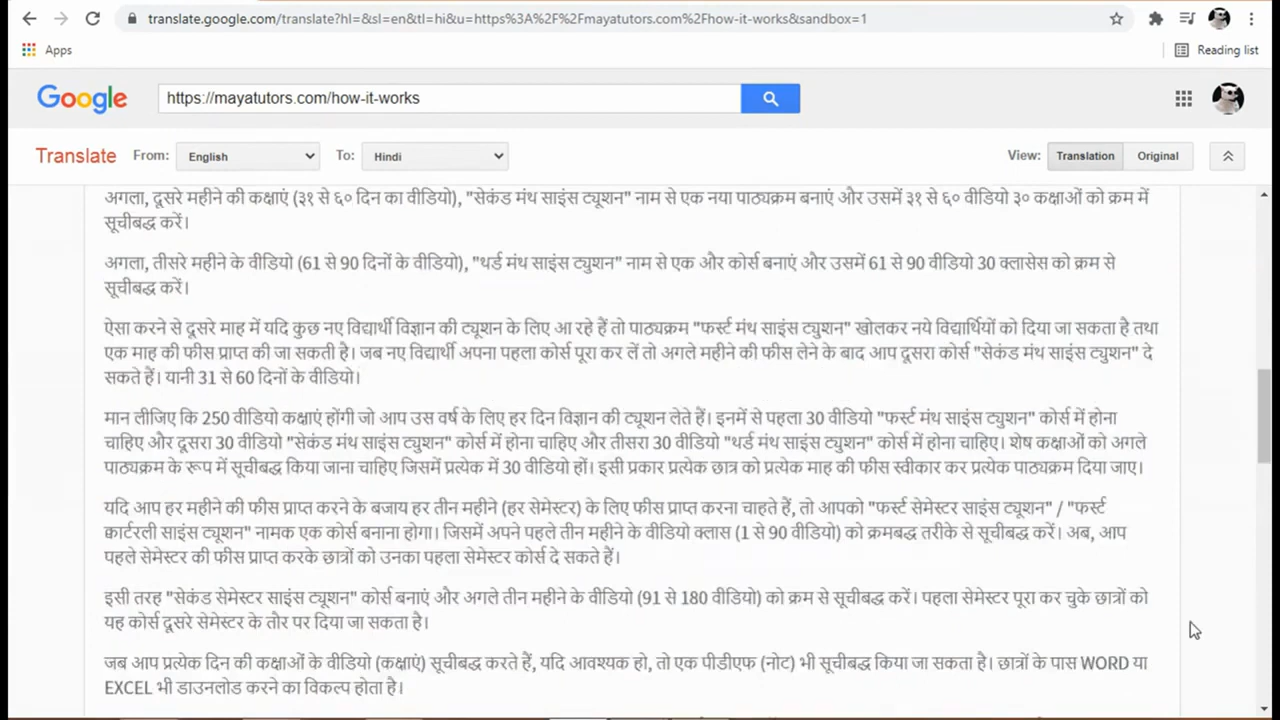 translate.google.com/translate?hl=&sl=en&tl=hi&u=https%3A%2F%2Fmayatutors.com%2Fhow-it-works&sandbox=1
Apps
Reading list
Google
https://mayatutors.com/how-it-works
Translate
From:
English
To:
Hindi
View:
Translation
Original
अगला, दूसरे महीने की कक्षाएं (३१ से ६० दिन का वीडियो), "सेकंड मंथ साइंस ट्यूशन" नाम से एक नया पाठ्यक्रम बनाएं और उसमें ३१ से ६० वीडियो ३० कक्षाओं को क्रम में
सूचीबद्ध करें।
अगला, तीसरे महीने के वीडियो (61 से 90 दिनों के वीडियो), "थर्ड मंथ साइंस ट्युशन" नाम से एक और कोर्स बनाएं और उसमें 61 से 90 वीडियो 30 क्लासेस को क्रम से
सूचीबद्ध करें।
ऐसा करने से दूसरे माह में यदि कुछ नए विद्यार्थी विज्ञान की ट्यूशन के लिए आ रहे हैं तो पाठ्यक्रम "फर्स्ट मंथ साइंस ट्युशन" खोलकर नये विद्यार्थियों को दिया जा सकता है तथा
एक माह की फीस प्राप्त की जा सकती है। जब नए विद्यार्थी अपना पहला कोर्स पूरा कर लें तो अगले महीने की फीस लेने के बाद आप दूसरा कोर्स "सेकंड मंथ साइंस ट्युशन" दे
सकते हैं। यानी 31 से 60 दिनों के वीडियो।
मान लीजिए कि 250 वीडियो कक्षाएं होंगी जो आप उस वर्ष के लिए हर दिन विज्ञान की ट्यूशन लेते हैं। इनमें से पहला 30 वीडियो "फर्स्ट मंथ साइंस ट्युशन" कोर्स में होना
चाहिए और दूसरा 30 वीडियो "सेकंड मंथ साइंस ट्युशन" कोर्स में होना चाहिए और तीसरा 30 वीडियो "थर्ड मंथ साइंस ट्युशन" कोर्स में होना चाहिए। शेष कक्षाओं को अगले
पाठ्यक्रम के रूप में सूचीबद्ध किया जाना चाहिए जिसमें प्रत्येक में 30 वीडियो हों। इसी प्रकार प्रत्येक छात्र को प्रत्येक माह की फीस स्वीकार कर प्रत्येक पाठ्यक्रम दिया जाए।
यदि आप हर महीने की फीस प्राप्त करने के बजाय हर तीन महीने (हर सेमेस्टर) के लिए फीस प्राप्त करना चाहते हैं, तो आपको "फर्स्ट सेमेस्टर साइंस ट्यूशन" / "फर्स्ट
क्वार्टरली साइंस ट्यूशन" नामक एक कोर्स बनाना होगा। जिसमें अपने पहले तीन महीने के वीडियो क्लास (1 से 90 वीडियो) को क्रमबद्ध तरीके से सूचीबद्ध करें। अब, आप
पहले सेमेस्टर की फीस प्राप्त करके छात्रों को उनका पहला सेमेस्टर कोर्स दे सकते हैं।
इसी तरह "सेकंड सेमेस्टर साइंस ट्यूशन" कोर्स बनाएं और अगले तीन महीने के वीडियो (91 से 180 वीडियो) को क्रम से सूचीबद्ध करें। पहला सेमेस्टर पूरा कर चुके छात्रों को
यह कोर्स दूसरे सेमेस्टर के तौर पर दिया जा सकता है।
जब आप प्रत्येक दिन की कक्षाओं के वीडियो (कक्षाएं) सूचीबद्ध करते हैं, यदि आवश्यक हो, तो एक पीडीएफ (नोट) भी सूचीबद्ध किया जा सकता है। छात्रों के पास WORD या
EXCEL भी डाउनलोड करने का विकल्प होता है।